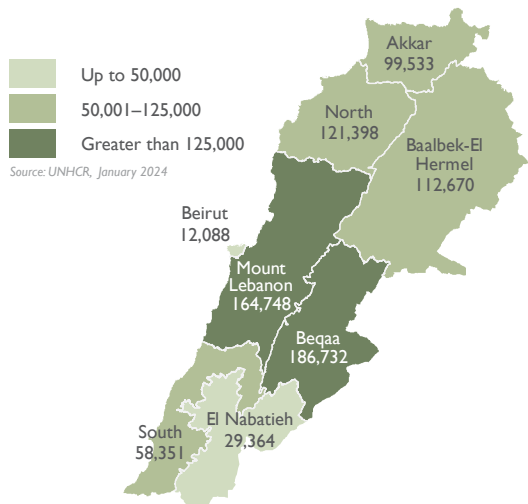 Up to 50,000
50,001–125,000
Greater than 125,000
Source: UNHCR, January 2024
Akkar
99,533
North
121,398
Baalbek-El
Hermel
112,670
Beirut
12,088
Mount
Lebanon
164,748
Beqaa
186,732
El Nabatieh
29,364
South
58,351